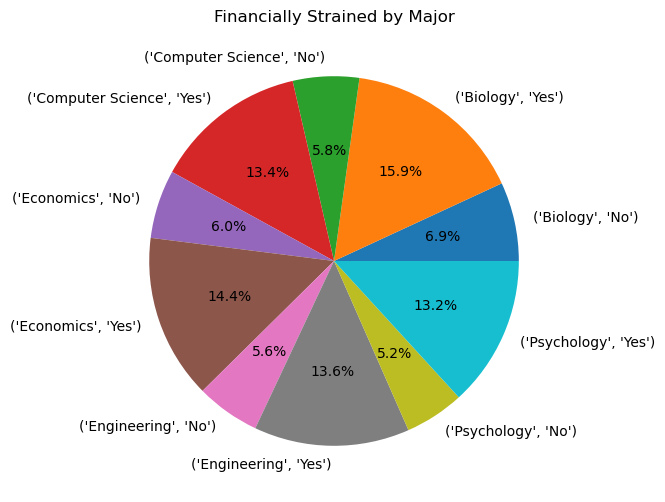 Financially Strained by Major
('Computer Science', 'No')
('Computer Science', 'Yes')
('Biology', 'Yes')
5.8%
13.4%
15.9%
('Economics', 'No')
('Biology', 'No')
6.0%
6.9%
('Economics', 'Yes')
14.4%
13.2%
('Psychology', 'Yes')
5.6%
13.6%
5.2%
('Engineering', 'No')
('Psychology', 'No')
('Engineering', 'Yes')